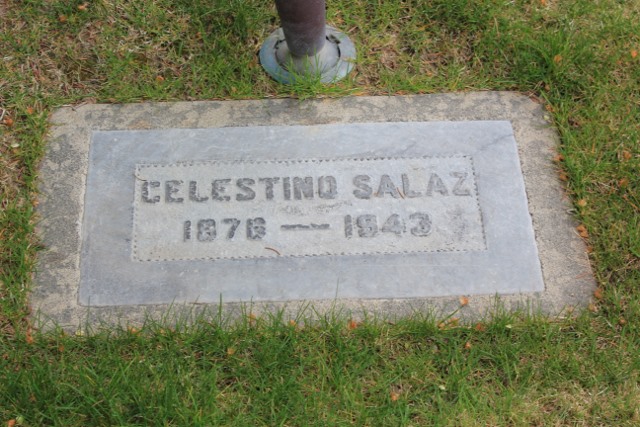 CELESTINO SALAZ
1876 — 1943